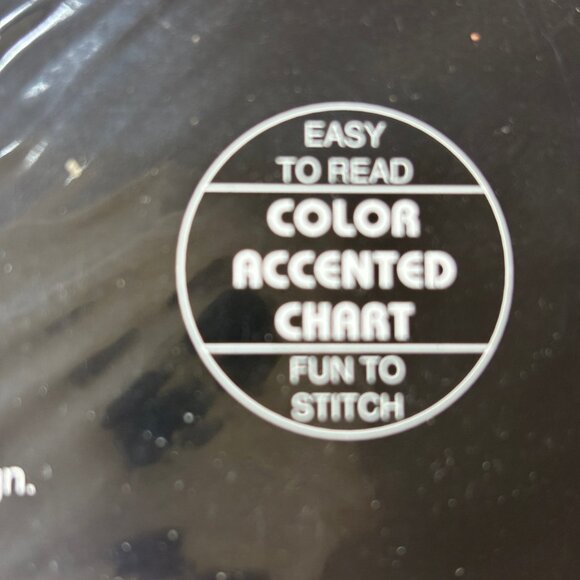 EASY
TO READ
COLOR
ACCENTED
CHART
FUN TO
STITCH